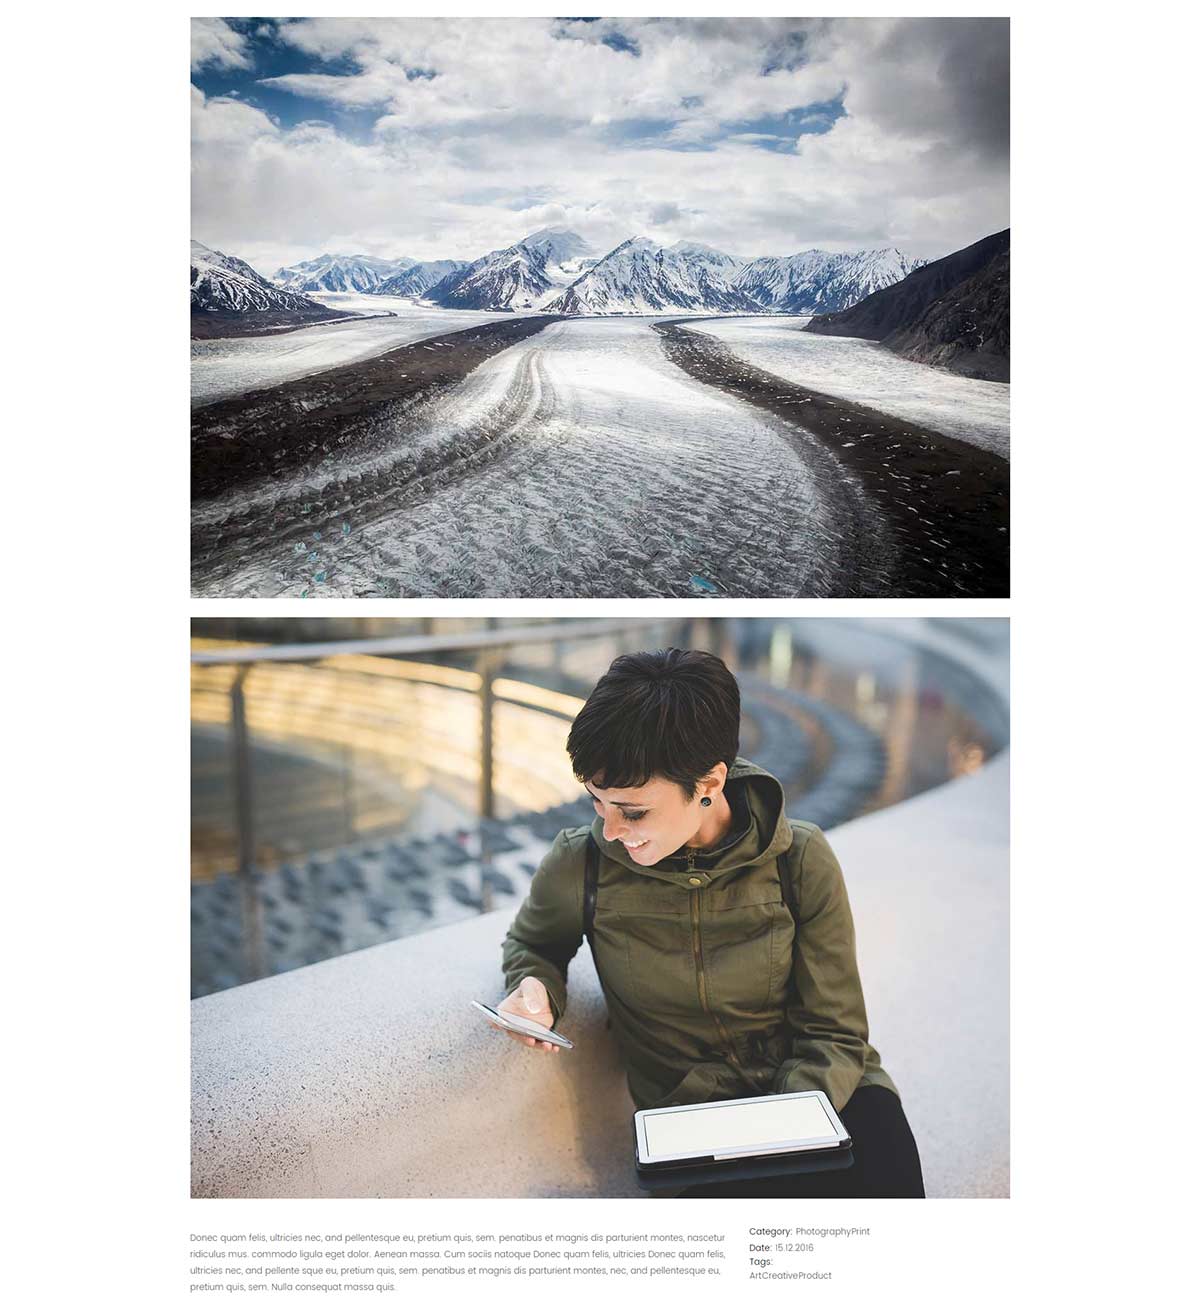 Donec quam felis, ultricies nec, and pellentesque eu, pretium quis, sem. penatibus et magnis dis parturient montes, nascetur
ridiculus mus. commodo ligula eget dolor. Aenean massa. Cum sociis natoque Donec quam felis, ultricies Donec quam felis,
ultricies nec, and pellente sque eu, pretium quis, sem. penatibus et magnis dis parturient montes, nec, and pellentesque eu,
pretium quis, sem. Nulla consequat massa quis.
Category: PhotographyPrint
Date: 15.12.2016
Tags:
ArtCreativeProduct